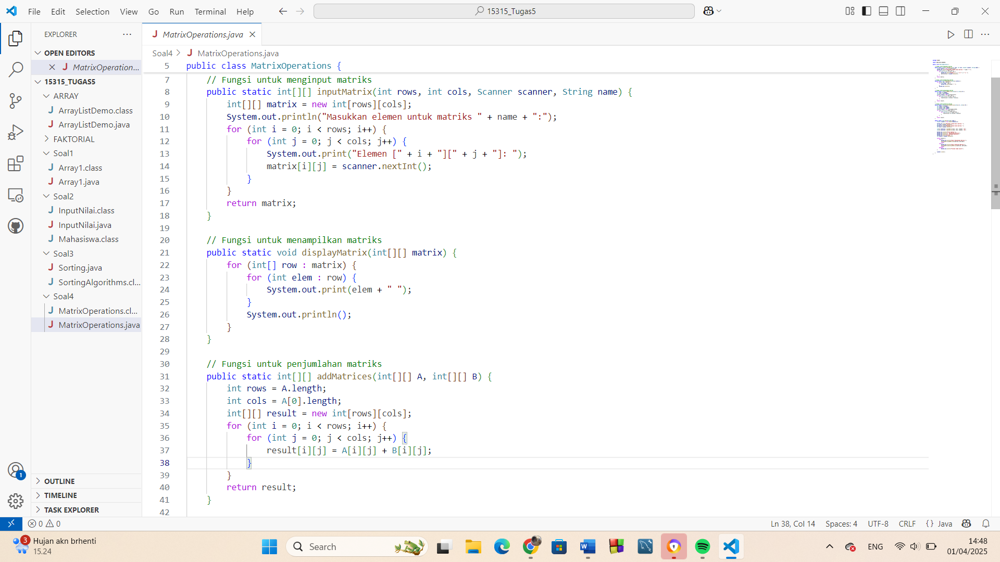 File Edit Selection View Go Run Terminal Help
15315_Tugas5
EXPLORER
OPEN EDITORS
MatrixOperation...
15315_TUGAS5
ARRAY
ArrayListDemo.class
ArrayListDemo.java
FAKTORIAL
Soal1
Array1.class
Array1.java
Soal2
InputNilai.class
InputNilai.java
Mahasiswa.class
Soal3
Sorting.java
SortingAlgorithms.cl...
Soal4
MatrixOperations.cl...
MatrixOperations.java
OUTLINE
TIMELINE
TASK EXPLORER
MatrixOperations.java
Soal4 > MatrixOperations.java
5 public class MatrixOperations {
7 // Fungsi untuk menginput matriks
8 public static int[][] inputMatrix(int rows, int cols, Scanner scanner, String name) {
9 int[][] matrix = new int[rows][cols];
10 System.out.println("Masukkan elemen untuk matriks " + name + ":");
11 for (int i = 0; i < rows; i++) {
12 for (int j = 0; j < cols; j++) {
13 System.out.print("Elemen [" + i + "][" + j + "]: ");
14 matrix[i][j] = scanner.nextInt();
15 }
16 }
17 return matrix;
18 }
19
20 // Fungsi untuk menampilkan matriks
21 public static void displayMatrix(int[][] matrix) {
22 for (int[] row : matrix) {
23 for (int elem : row) {
24 System.out.print(elem + " ");
25 }
26 System.out.println();
27 }
28 }
29
30 // Fungsi untuk penjumlahan matriks
31 public static int[][] addMatrices(int[][] A, int[][] B) {
32 int rows = A.length;
33 int cols = A[0].length;
34 int[][] result = new int[rows][cols];
35 for (int i = 0; i < rows; i++) {
36 for (int j = 0; j < cols; j++) {
37 result[i][j] = A[i][j] + B[i][j];
38 }
39 }
40 return result;
41 }
42
1
0 0
Ln 38, Col 14 Spaces: 4 UTF-8 CRLF {} Java
3
Hujan akn brhenti
15.24
Search
ENG
14:48
01/04/2025